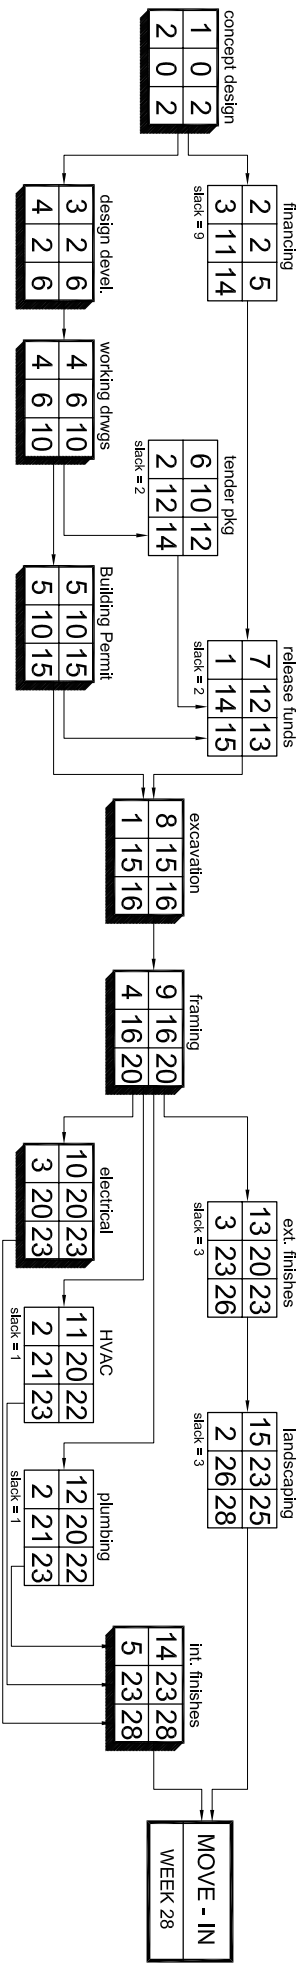 concept design
1 0 2
2 0 2
financing
2 2 5
3 11 14
slack = 9
design devel.
3 2 6
4 2 6
working drwgs
4 6 10
4 6 10
tender pkg
6 10 12
2 12 14
slack = 2
Building Permit
5 10 15
5 10 15
release funds
7 12 13
1 14 15
slack = 2
excavation
8 15 16
1 15 16
framing
9 16 20
4 16 20
electrical
10 20 23
3 20 23
HVAC
11 20 22
2 21 23
slack = 1
plumbing
12 20 22
2 21 23
slack = 1
ext. finishes
13 20 23
3 23 26
slack = 3
landscaping
15 23 25
2 26 28
slack = 3
int. finishes
14 23 28
5 23 28
MOVE - IN
WEEK 28